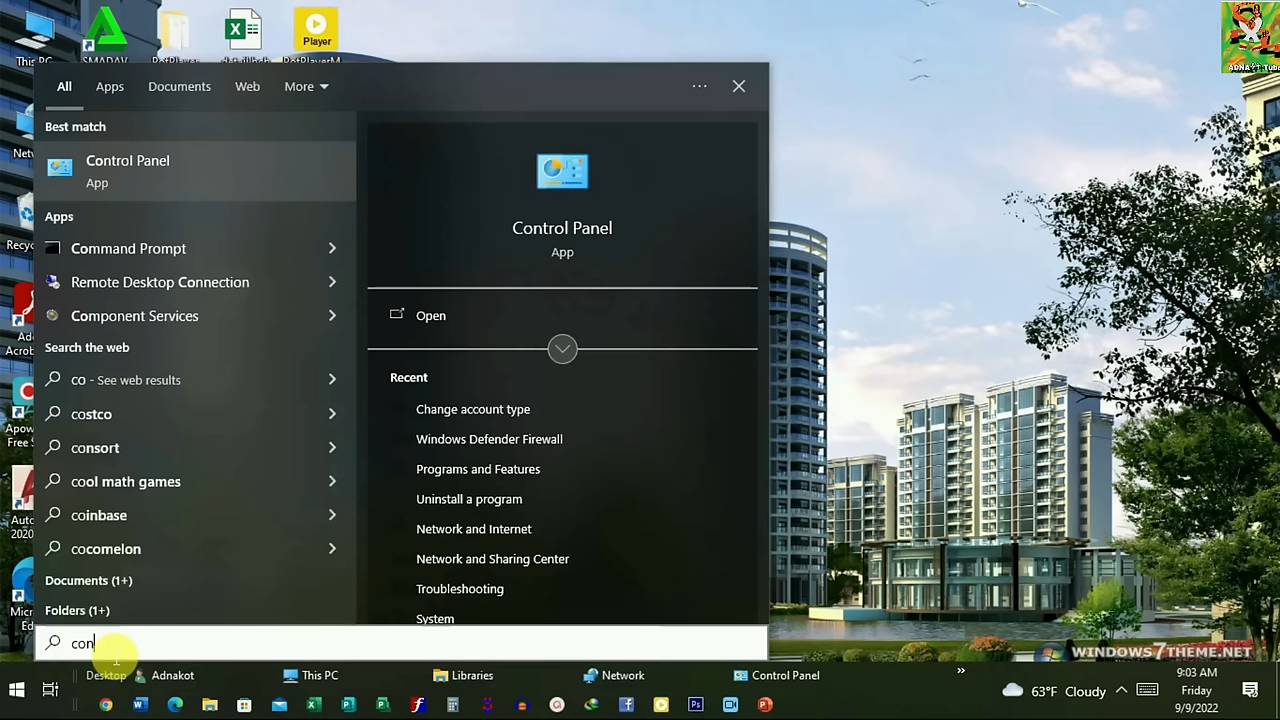 Player
This PC
SMADAV
All
Apps
Documents
Web
More
Best match
Control Panel
App
Apps
Command Prompt
Remote Desktop Connection
Component Services
Search the web
co - See web results
costco
consort
cool math games
coinbase
cocomelon
Documents (1+)
Folders (1+)
con
Control Panel
App
Open
Recent
Change account type
Windows Defender Firewall
Programs and Features
Uninstall a program
Network and Internet
Network and Sharing Center
Troubleshooting
System
WINDOWS7THEME.NET
Desktop
Adnakot
This PC
Libraries
Network
Control Panel
63°F Cloudy
9:03 AM
Friday
9/9/2022